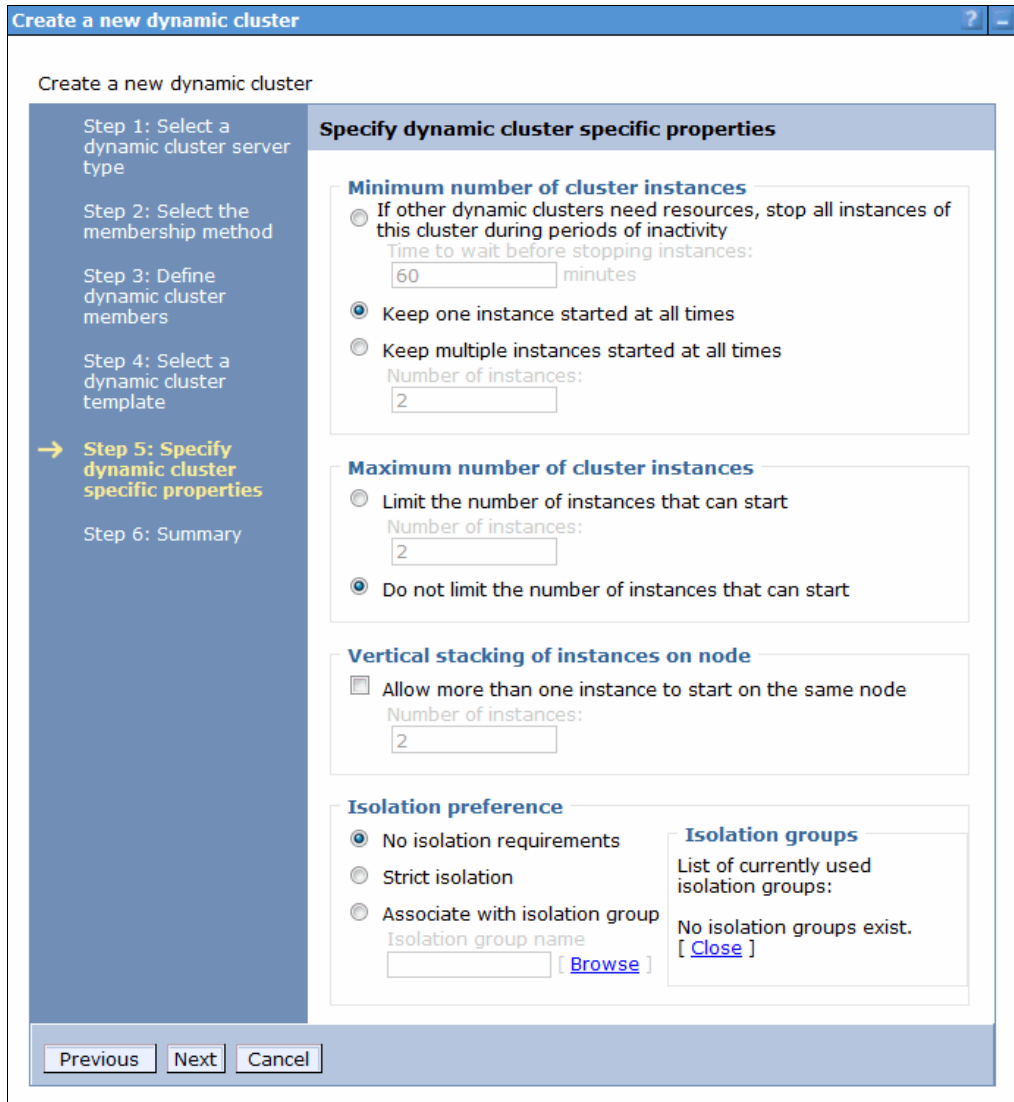 Create a new dynamic cluster
?
Create a new dynamic cluster
Step 1: Select a
dynamic cluster server
type
Step 2: Select the
membership method
Step 3: Define
dynamic cluster
members
Step 4: Select a
dynamic cluster
template
Step 5: Specify
dynamic cluster
specific properties
Step 6: Summary
Specify dynamic cluster specific properties
Minimum number of cluster instances
If other dynamic clusters need resources, stop all instances of
this cluster during periods of inactivity
Time to wait before stopping instances:
60 minutes
Keep one instance started at all times
Keep multiple instances started at all times
Number of instances:
2
Maximum number of cluster instances
Limit the number of instances that can start
Number of instances:
2
Do not limit the number of instances that can start
Vertical stacking of instances on node
Allow more than one instance to start on the same node
Number of instances:
2
Isolation preference
No isolation requirements
Strict isolation
Associate with isolation group
Isolation group name
[ Browse ]
Isolation groups
List of currently used
isolation groups:
No isolation groups exist.
[ Close ]
Previous Next Cancel